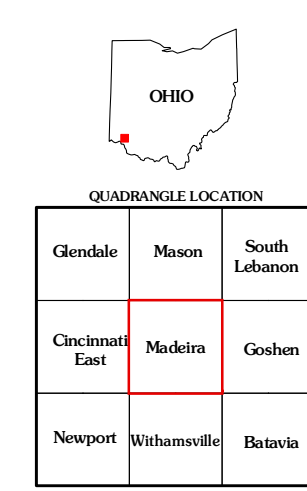 OHIO
QUADRANGLE LOCATION
Glendale
Mason
South
Lebanon
Cincinnati
East
Madeira
Goshen
Newport
Withamsville
Batavia